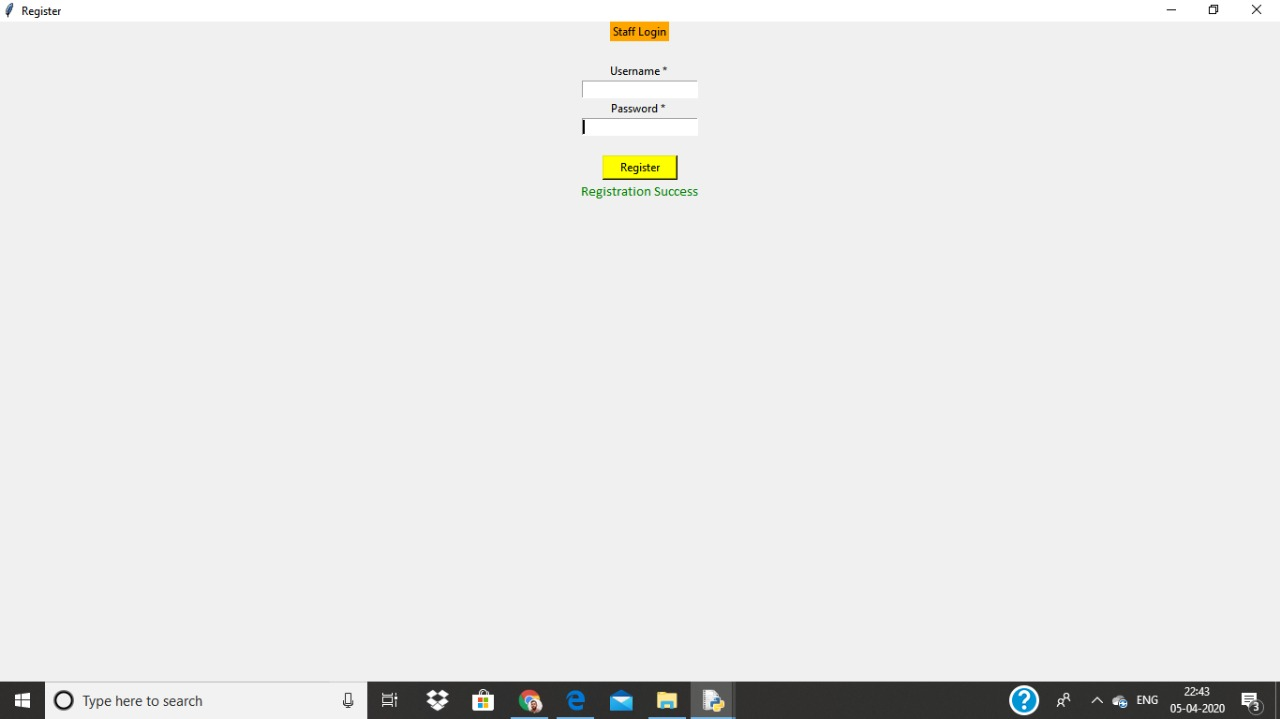 Register
Staff Login
Username *
Password *
Register
Registration Success
Type here to search
ENG
22:43
05-04-2020
3